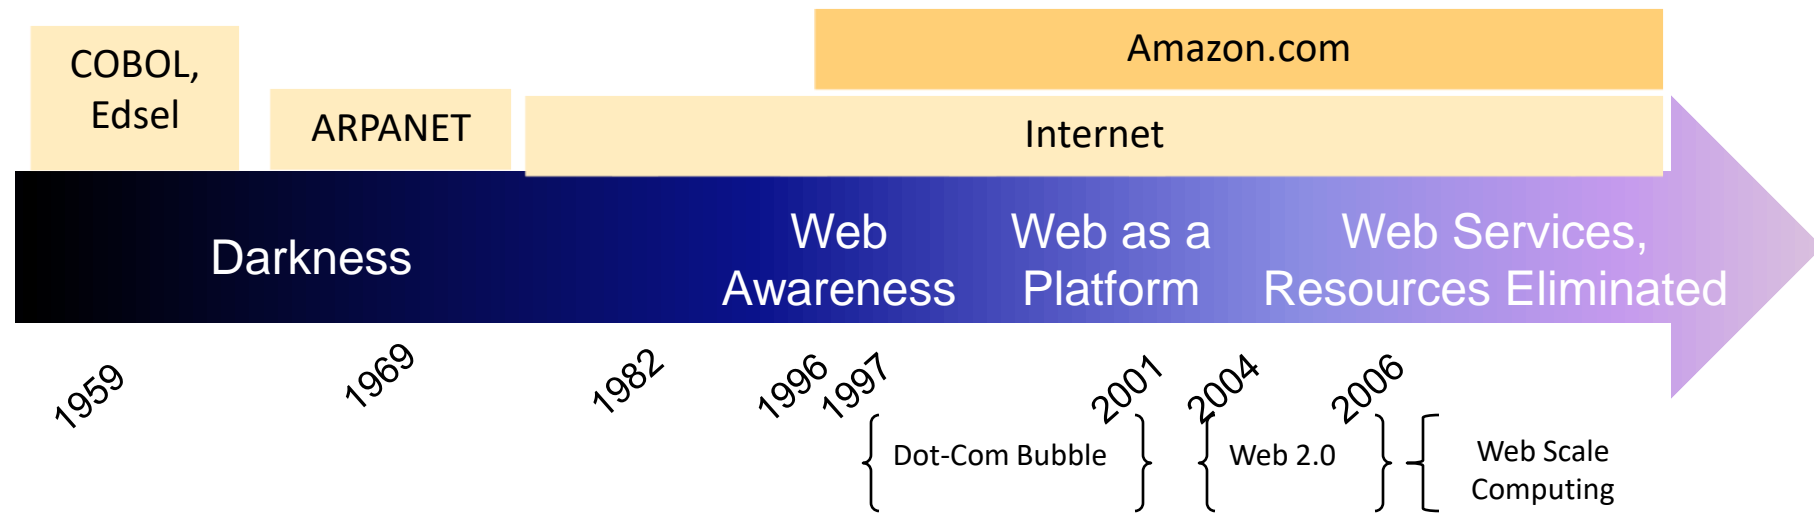 COBOL,
Edsel
ARPANET
Amazon.com
Internet
Darkness
Web
Awareness
Web as a
Platform
Web Services,
Resources Eliminated
1959
1969
1982
1996
1997
2001
2004
2006
Dot-Com Bubble
Web 2.0
Web Scale
Computing